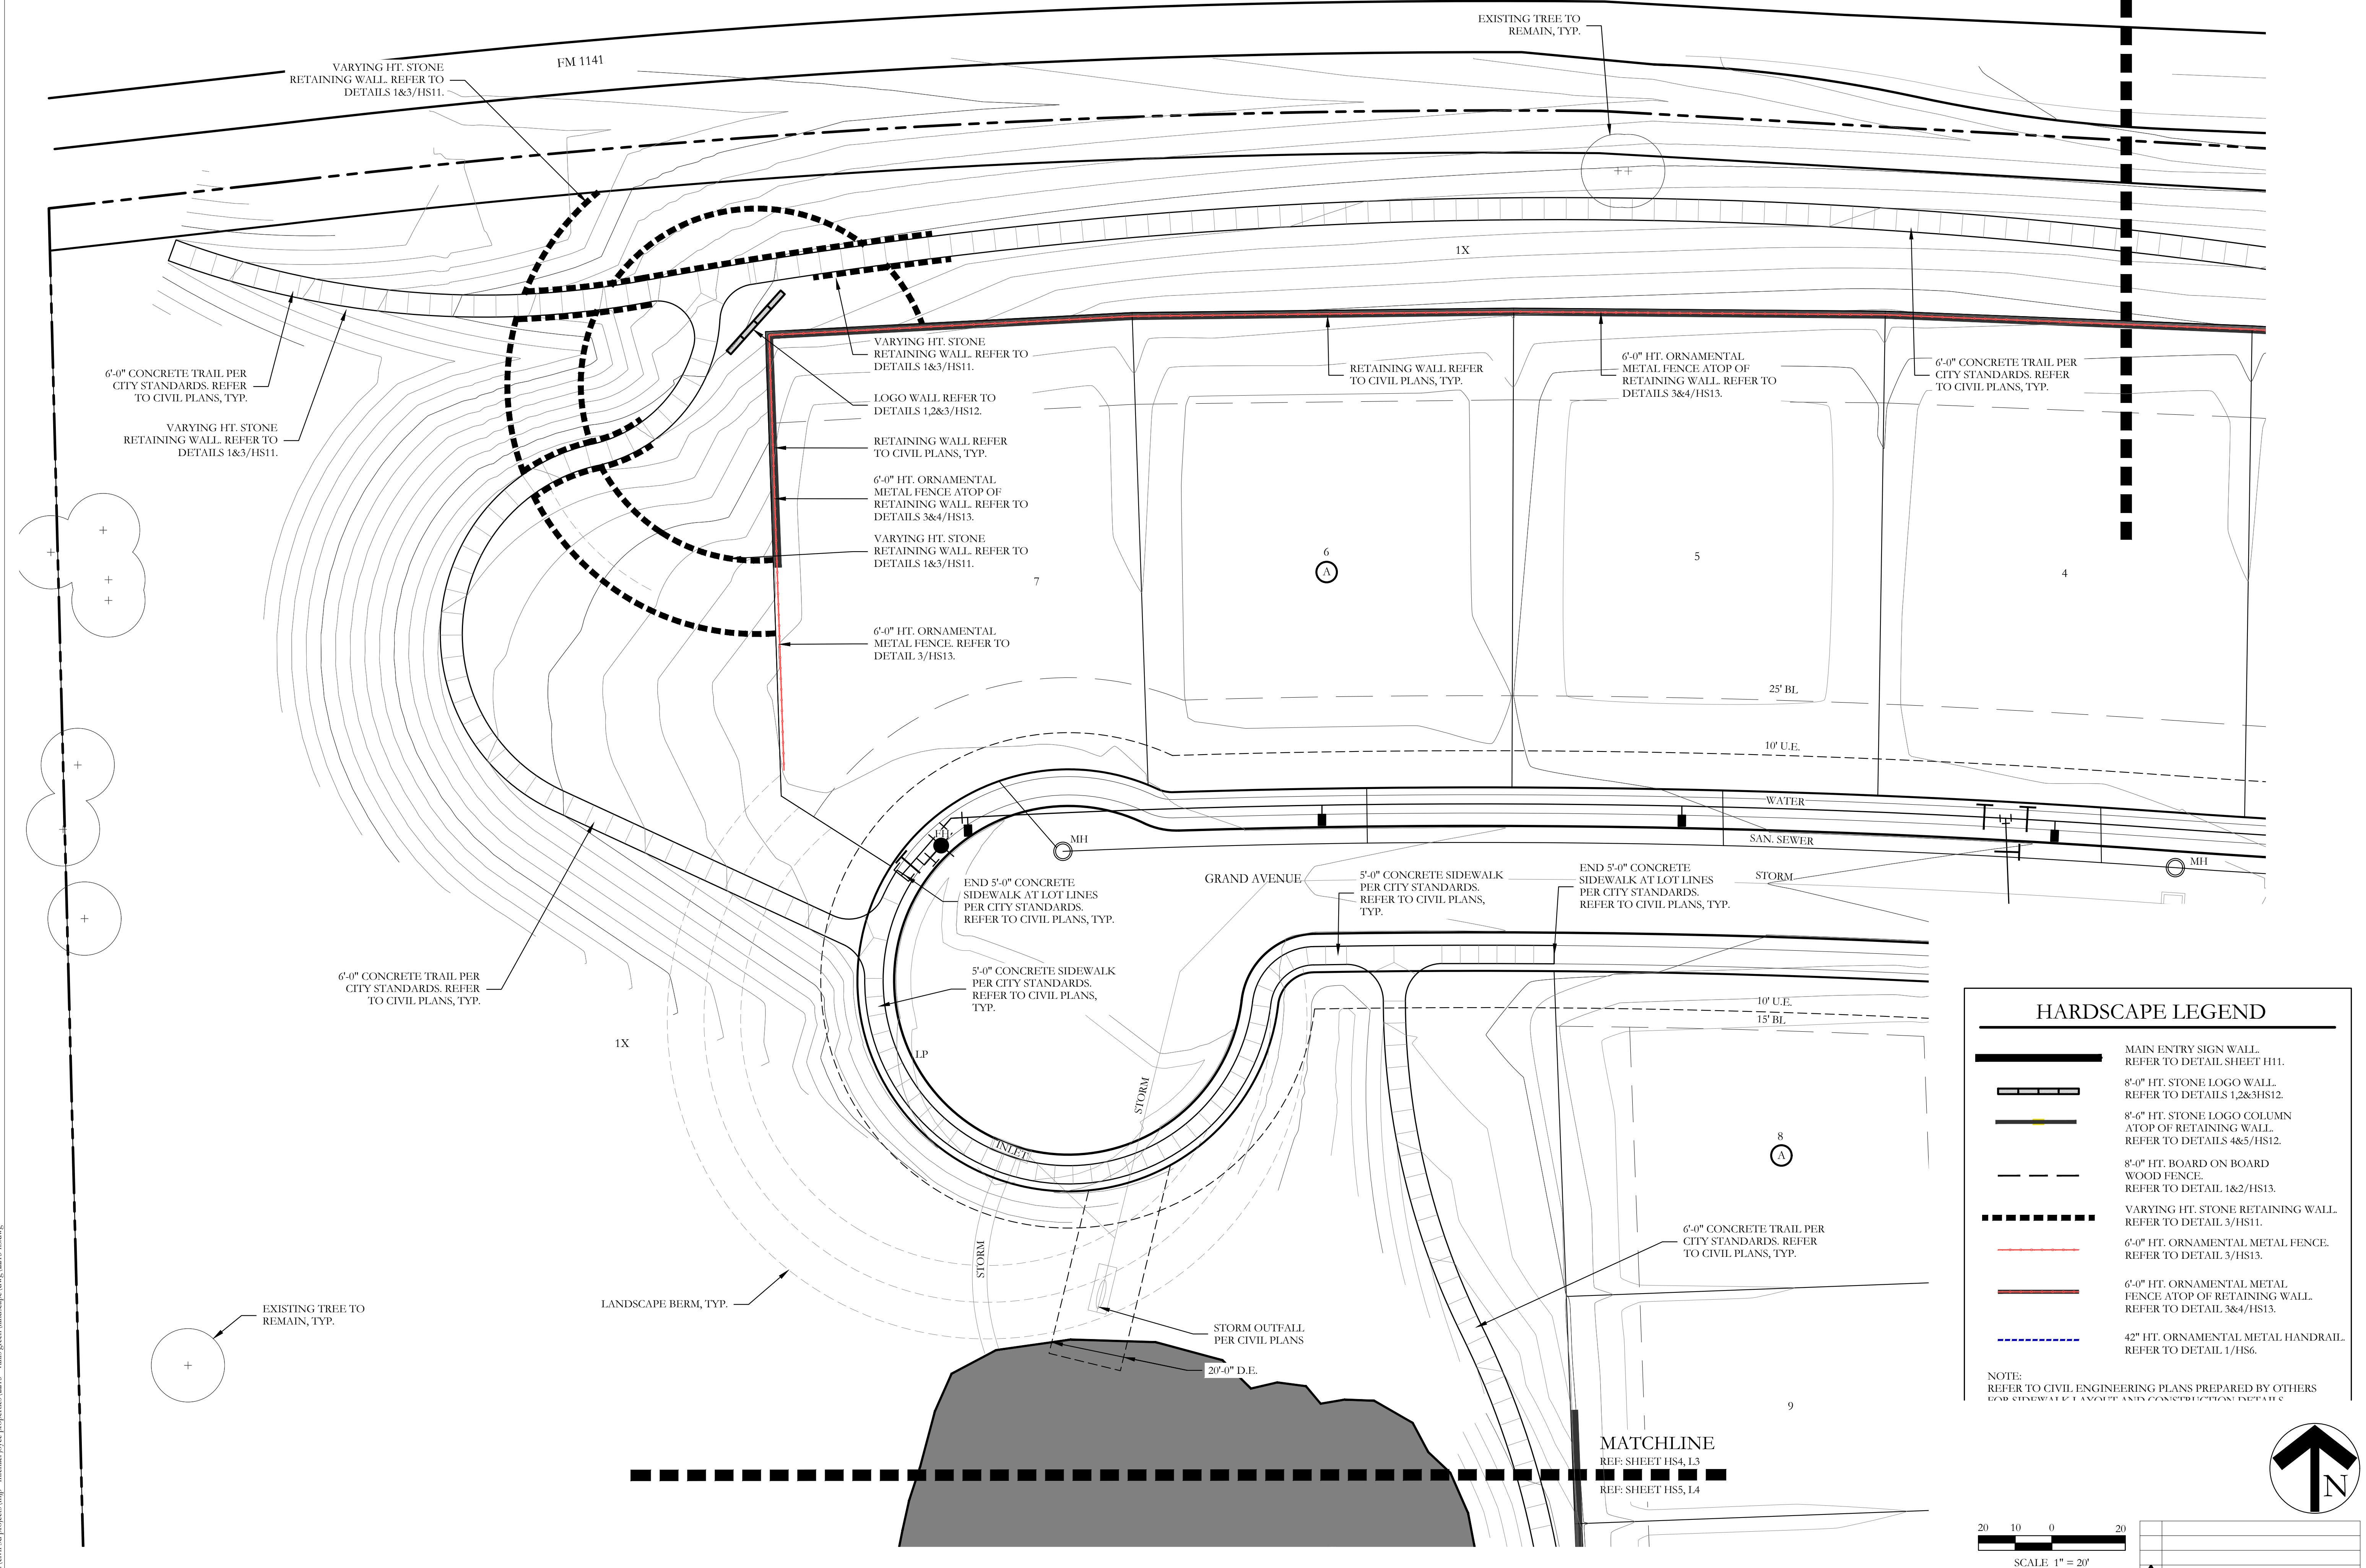 EXISTING TREE TO
REMAIN, TYP.
FM 1141
VARYING HT. STONE
RETAINING WALL. REFER TO
DETAILS 1&3/HS11.
1X
6'-0" CONCRETE TRAIL PER
CITY STANDARDS. REFER
TO CIVIL PLANS, TYP.
VARYING HT. STONE
RETAINING WALL. REFER TO
DETAILS 1&3/HS11.
VARYING HT. STONE
RETAINING WALL. REFER TO
DETAILS 1&3/HS11.
LOGO WALL REFER TO
DETAILS 1,2&3/HS12.
RETAINING WALL REFER
TO CIVIL PLANS, TYP.
6'-0" HT. ORNAMENTAL
METAL FENCE ATOP OF
RETAINING WALL. REFER TO
DETAILS 3&4/HS13.
VARYING HT. STONE
RETAINING WALL. REFER TO
DETAILS 1&3/HS11.
6'-0" HT. ORNAMENTAL
METAL FENCE. REFER TO
DETAIL 3/HS13.
RETAINING WALL REFER
TO CIVIL PLANS, TYP.
6'-0" HT. ORNAMENTAL
METAL FENCE ATOP OF
RETAINING WALL. REFER TO
DETAILS 3&4/HS13.
6'-0" CONCRETE TRAIL PER
CITY STANDARDS. REFER
TO CIVIL PLANS, TYP.
7
6
A
5
4
25' BL
10' U.E.
WATER
SAN. SEWER
FH
MH
MH
GRAND AVENUE
STORM
END 5'-0" CONCRETE
SIDEWALK AT LOT LINES
PER CITY STANDARDS.
REFER TO CIVIL PLANS, TYP.
5'-0" CONCRETE SIDEWALK
PER CITY STANDARDS.
REFER TO CIVIL PLANS,
TYP.
END 5'-0" CONCRETE
SIDEWALK AT LOT LINES
PER CITY STANDARDS.
REFER TO CIVIL PLANS, TYP.
6'-0" CONCRETE TRAIL PER
CITY STANDARDS. REFER
TO CIVIL PLANS, TYP.
5'-0" CONCRETE SIDEWALK
PER CITY STANDARDS.
REFER TO CIVIL PLANS,
TYP.
10' U.E.
15' BL
1X
LP
STORM
INLET
STORM
8
A
6'-0" CONCRETE TRAIL PER
CITY STANDARDS. REFER
TO CIVIL PLANS, TYP.
EXISTING TREE TO
REMAIN, TYP.
LANDSCAPE BERM, TYP.
STORM OUTFALL
PER CIVIL PLANS
20'-0" D.E.
9
MATCHLINE
REF: SHEET HS4, L3
REF: SHEET HS5, L4
HARDSCAPE LEGEND
MAIN ENTRY SIGN WALL.
REFER TO DETAIL SHEET H11.
8'-0" HT. STONE LOGO WALL.
REFER TO DETAILS 1,2&3HS12.
8'-6" HT. STONE LOGO COLUMN
ATOP OF RETAINING WALL.
REFER TO DETAILS 4&5/HS12.
8'-0" HT. BOARD ON BOARD
WOOD FENCE.
REFER TO DETAIL 1&2/HS13.
VARYING HT. STONE RETAINING WALL.
REFER TO DETAIL 3/HS11.
6'-0" HT. ORNAMENTAL METAL FENCE.
REFER TO DETAIL 3/HS13.
6'-0" HT. ORNAMENTAL METAL
FENCE ATOP OF RETAINING WALL.
REFER TO DETAIL 3&4/HS13.
42" HT. ORNAMENTAL METAL HANDRAIL.
REFER TO DETAIL 1/HS6.
NOTE:
REFER TO CIVIL ENGINEERING PLANS PREPARED BY OTHERS
FOR SIDEWALK LAYOUT AND CONSTRUCTION DETAILS
N
20 10 0 20
SCALE 1" = 20'